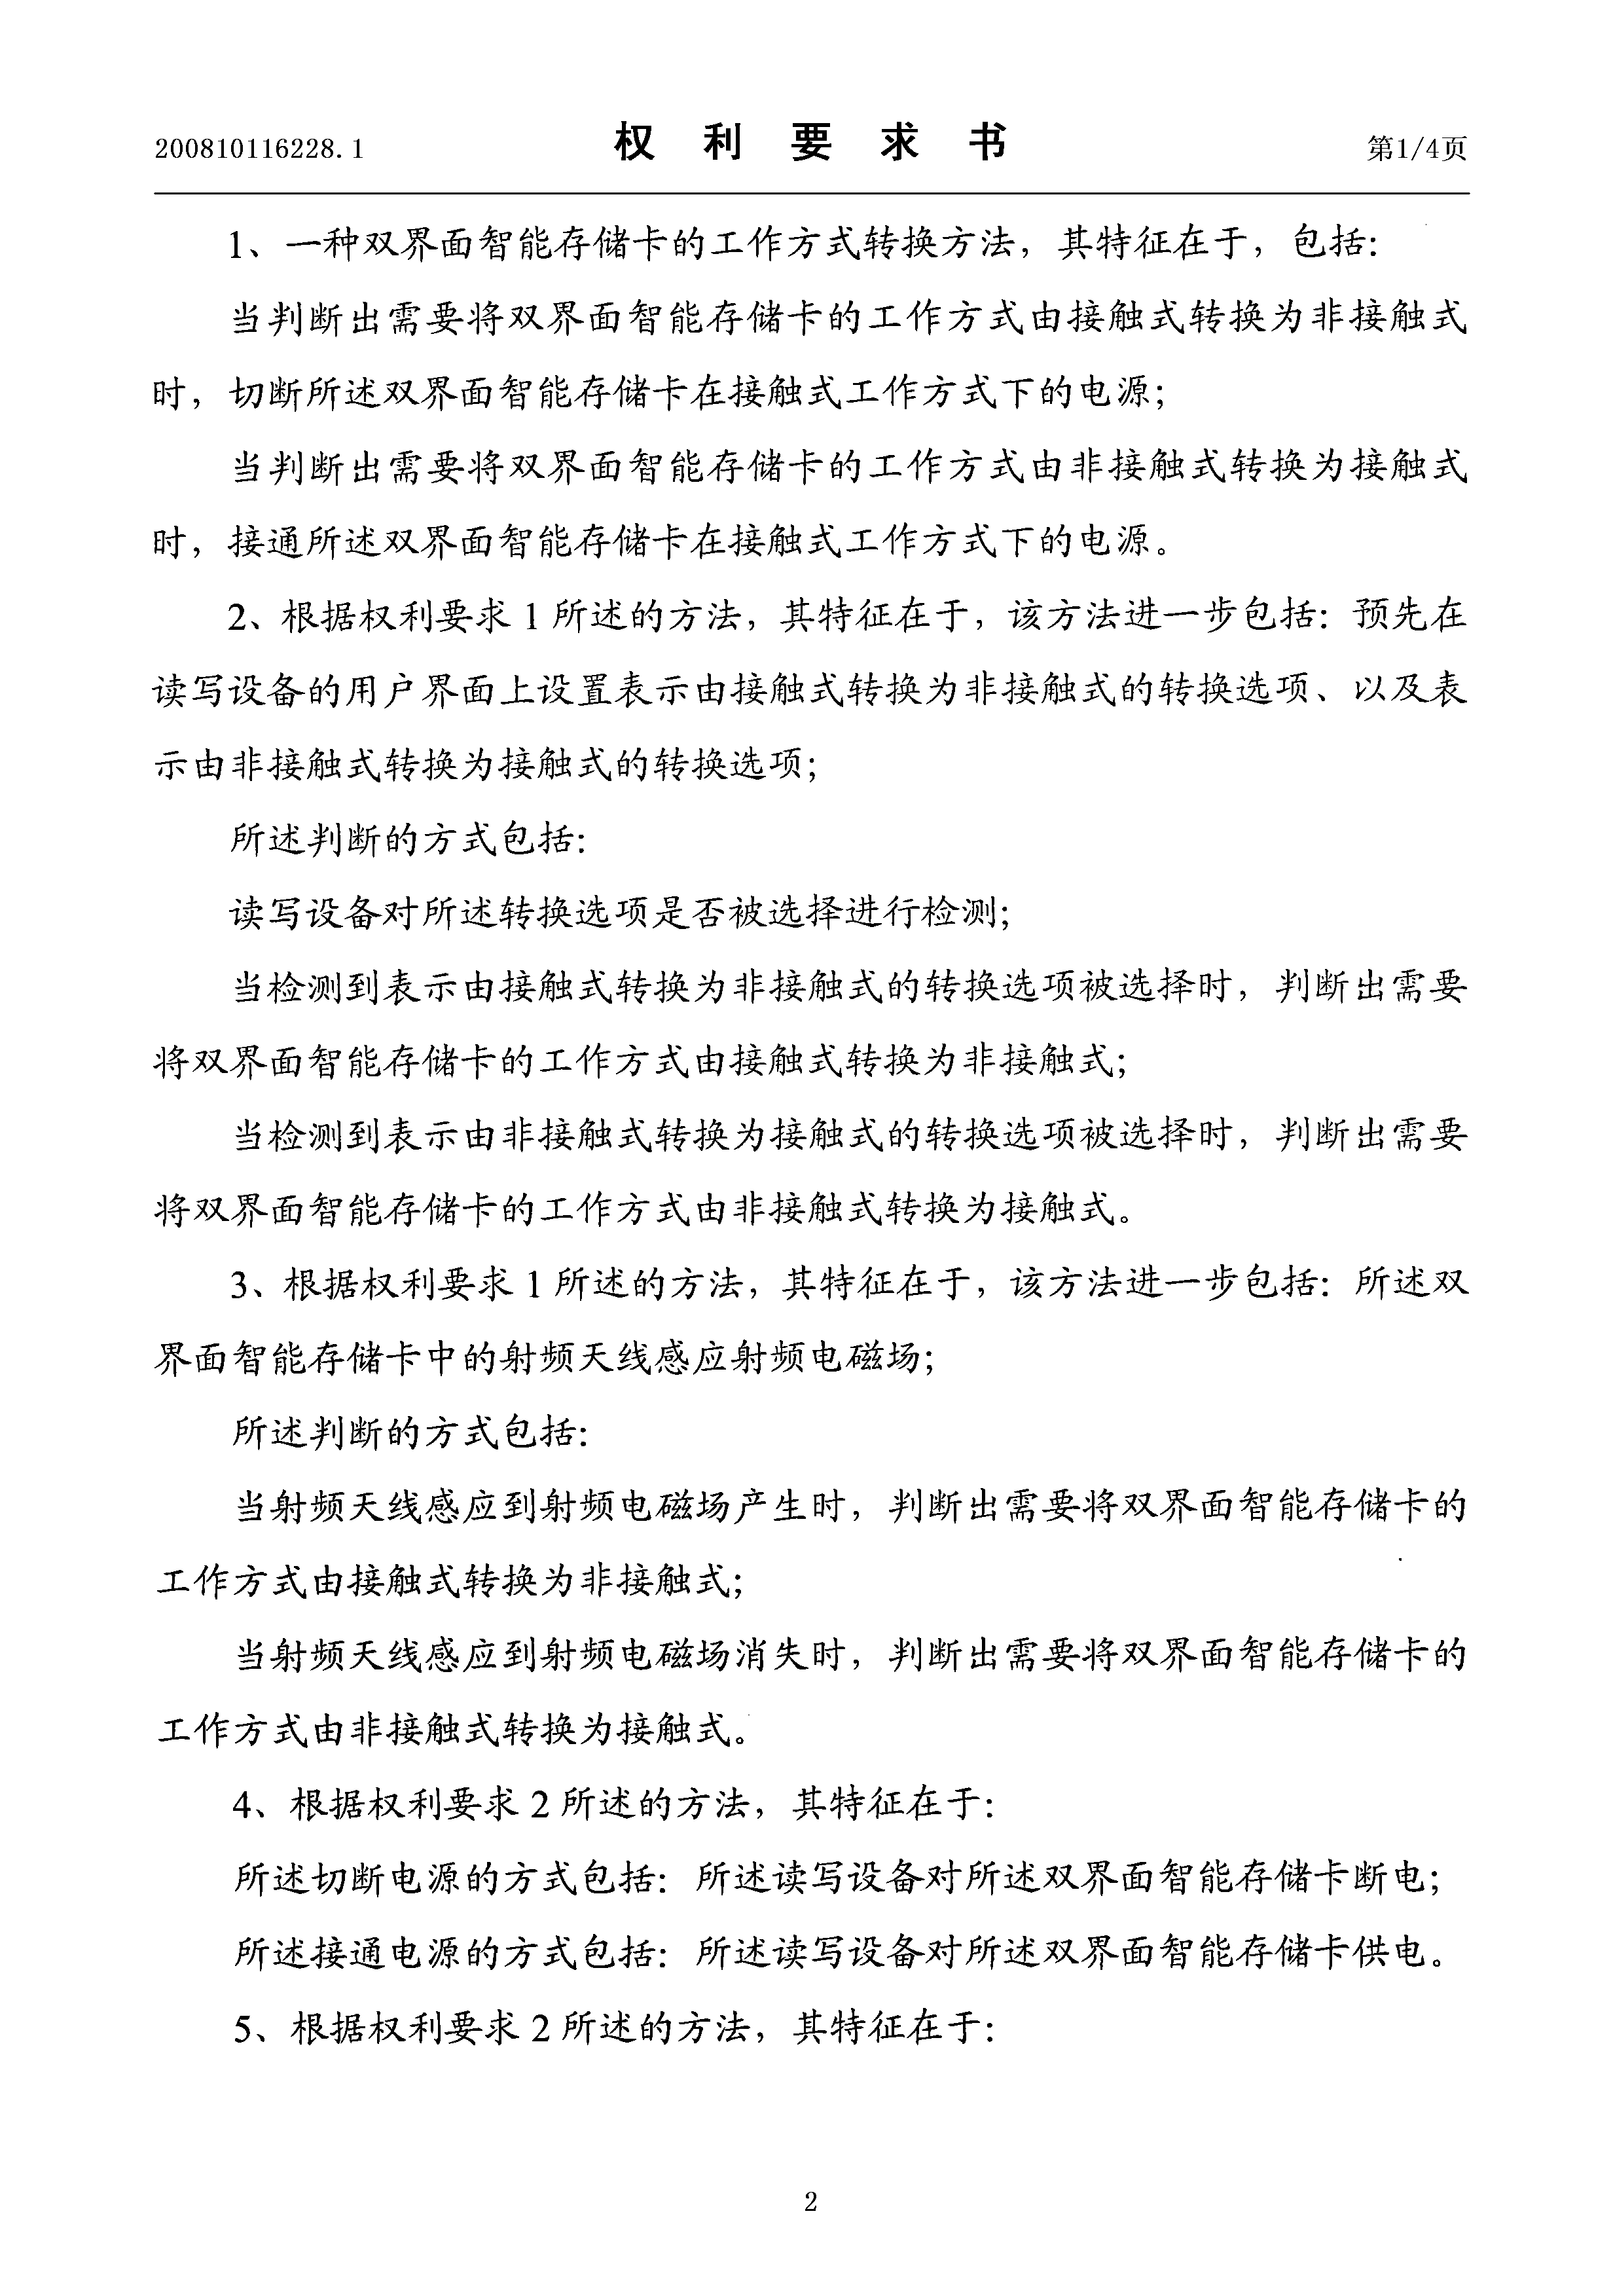 200810116228.1 权利要求书 第1/4页
1、一种双界面智能存储卡的工作方式转换方法，其特征在于，包括：
当判断出需要将双界面智能存储卡的工作方式由接触式转换为非接触式
时，切断所述双界面智能存储卡在接触式工作方式下的电源；
当判断出需要将双界面智能存储卡的工作方式由非接触式转换为接触式
时，接通所述双界面智能存储卡在接触式工作方式下的电源。
2、根据权利要求1所述的方法，其特征在于，该方法进一步包括：预先在
读写设备的用户界面上设置表示由接触式转换为非接触式的转换选项、以及表
示由非接触式转换为接触式的转换选项；
所述判断的方式包括：
读写设备对所述转换选项是否被选择进行检测；
当检测到表示由接触式转换为非接触式的转换选项被选择时，判断出需要
将双界面智能存储卡的工作方式由接触式转换为非接触式；
当检测到表示由非接触式转换为接触式的转换选项被选择时，判断出需要
将双界面智能存储卡的工作方式由非接触式转换为接触式。
3、根据权利要求1所述的方法，其特征在于，该方法进一步包括：所述双
界面智能存储卡中的射频天线感应射频电磁场；
所述判断的方式包括：
当射频天线感应到射频电磁场产生时，判断出需要将双界面智能存储卡的
工作方式由接触式转换为非接触式；
当射频天线感应到射频电磁场消失时，判断出需要将双界面智能存储卡的
工作方式由非接触式转换为接触式。
4、根据权利要求2所述的方法，其特征在于：
所述切断电源的方式包括：所述读写设备对所述双界面智能存储卡断电；
所述接通电源的方式包括：所述读写设备对所述双界面智能存储卡供电。
5、根据权利要求2所述的方法，其特征在于：
2